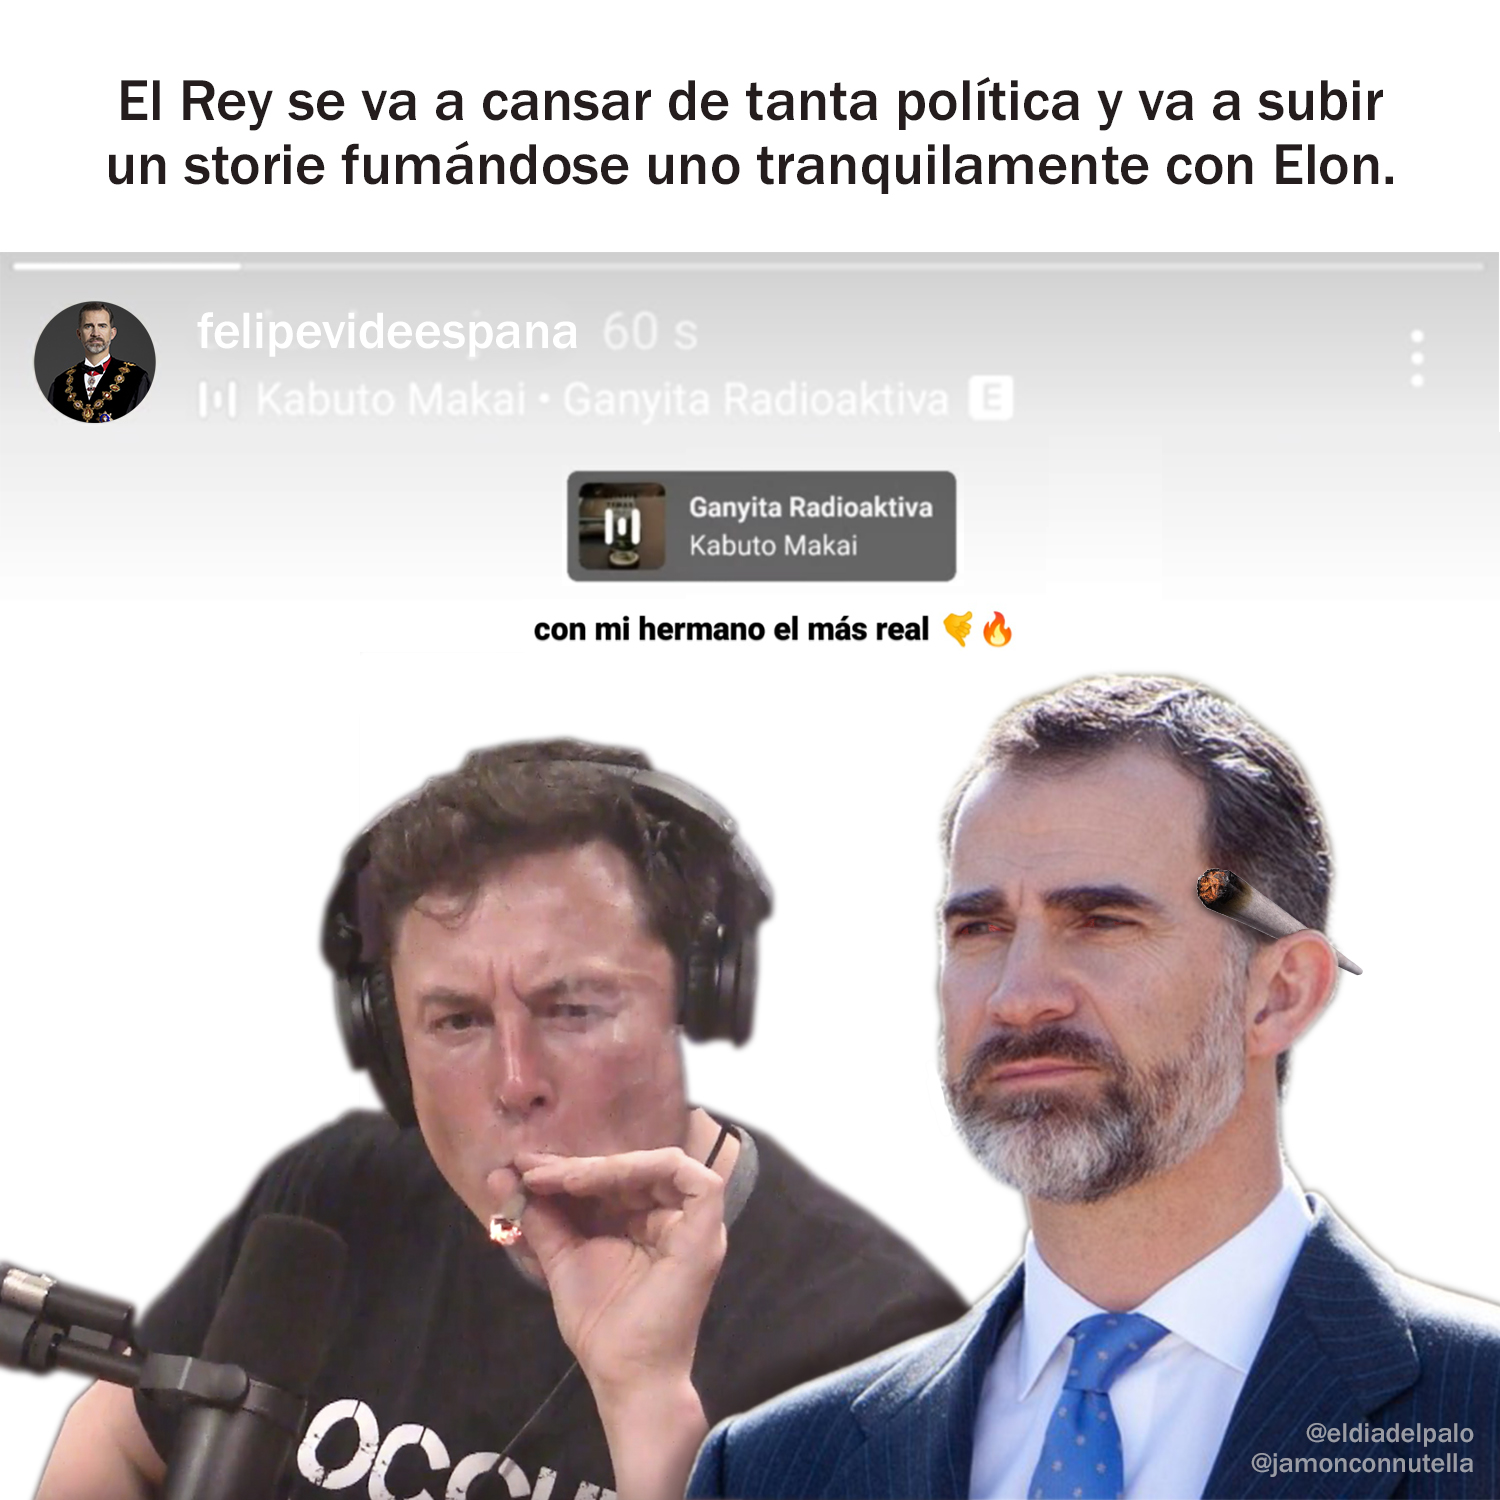 El Rey se va a cansar de tanta política y va a subir
un storie fumándose uno tranquilamente con Elon.
felipevideespana 60 s
Kabuto Makai • Ganyita Radioaktiva E
Ganyita Radioaktiva
Kabuto Makai
con mi hermano el más real 🤙🔥
OCCU
@eldiadelpalo
@jamonconnutella